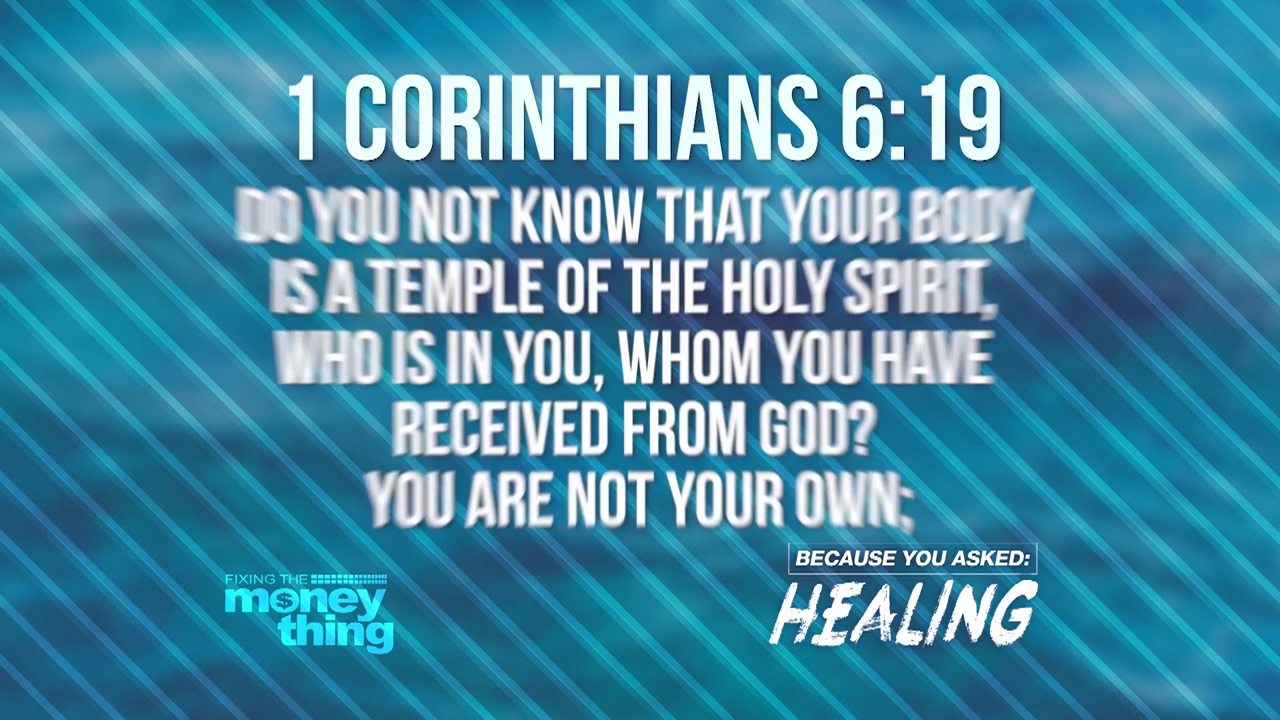 1 CORINTHIANS 6:19
DO YOU NOT KNOW THAT YOUR BODY
IS A TEMPLE OF THE HOLY SPIRIT,
WHO IS IN YOU, WHOM YOU HAVE
RECEIVED FROM GOD?
YOU ARE NOT YOUR OWN;
BECAUSE YOU ASKED:
HEALING
FIXING THE
money
thing